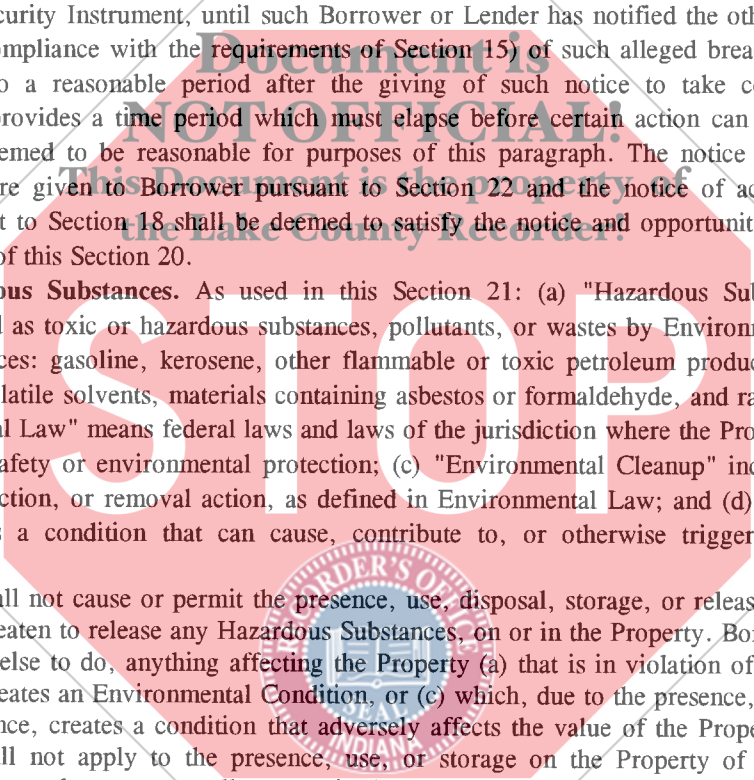 curity Instrument, until such Borrower or Lender has notified the oth
Document is
ompliance with the requirements of Section 15) of such alleged brea
o a reasonable period after the giving of such notice to take c
NOT OFFICIAL!
provides a time period which must elapse before certain action can
emed to be reasonable for purposes of this paragraph. The notice
This Document is the property of
re given to Borrower pursuant to Section 22 and the notice of ac
t to Section 18 shall be deemed to satisfy the notice and opportunit
the Lake County Recorder!
of this Section 20.
ous Substances. As used in this Section 21: (a) "Hazardous Sub
d as toxic or hazardous substances, pollutants, or wastes by Environ
ces: gasoline, kerosene, other flammable or toxic petroleum produc
latile solvents, materials containing asbestos or formaldehyde, and ra
STOP
al Law" means federal laws and laws of the jurisdiction where the Pro
afety or environmental protection; (c) "Environmental Cleanup" inc
ction, or removal action, as defined in Environmental Law; and (d)
s a condition that can cause, contribute to, or otherwise trigger
RECORDER'S OFFICE
all not cause or permit the presence, use, disposal, storage, or releas
eaten to release any Hazardous Substances, on or in the Property. Bo
else to do, anything affecting the Property (a) that is in violation of
eates an Environmental Condition, or (c) which, due to the presence,
SEAL
nce, creates a condition that adversely affects the value of the Prope
INDIANA
all not apply to the presence, use, or storage on the Property of